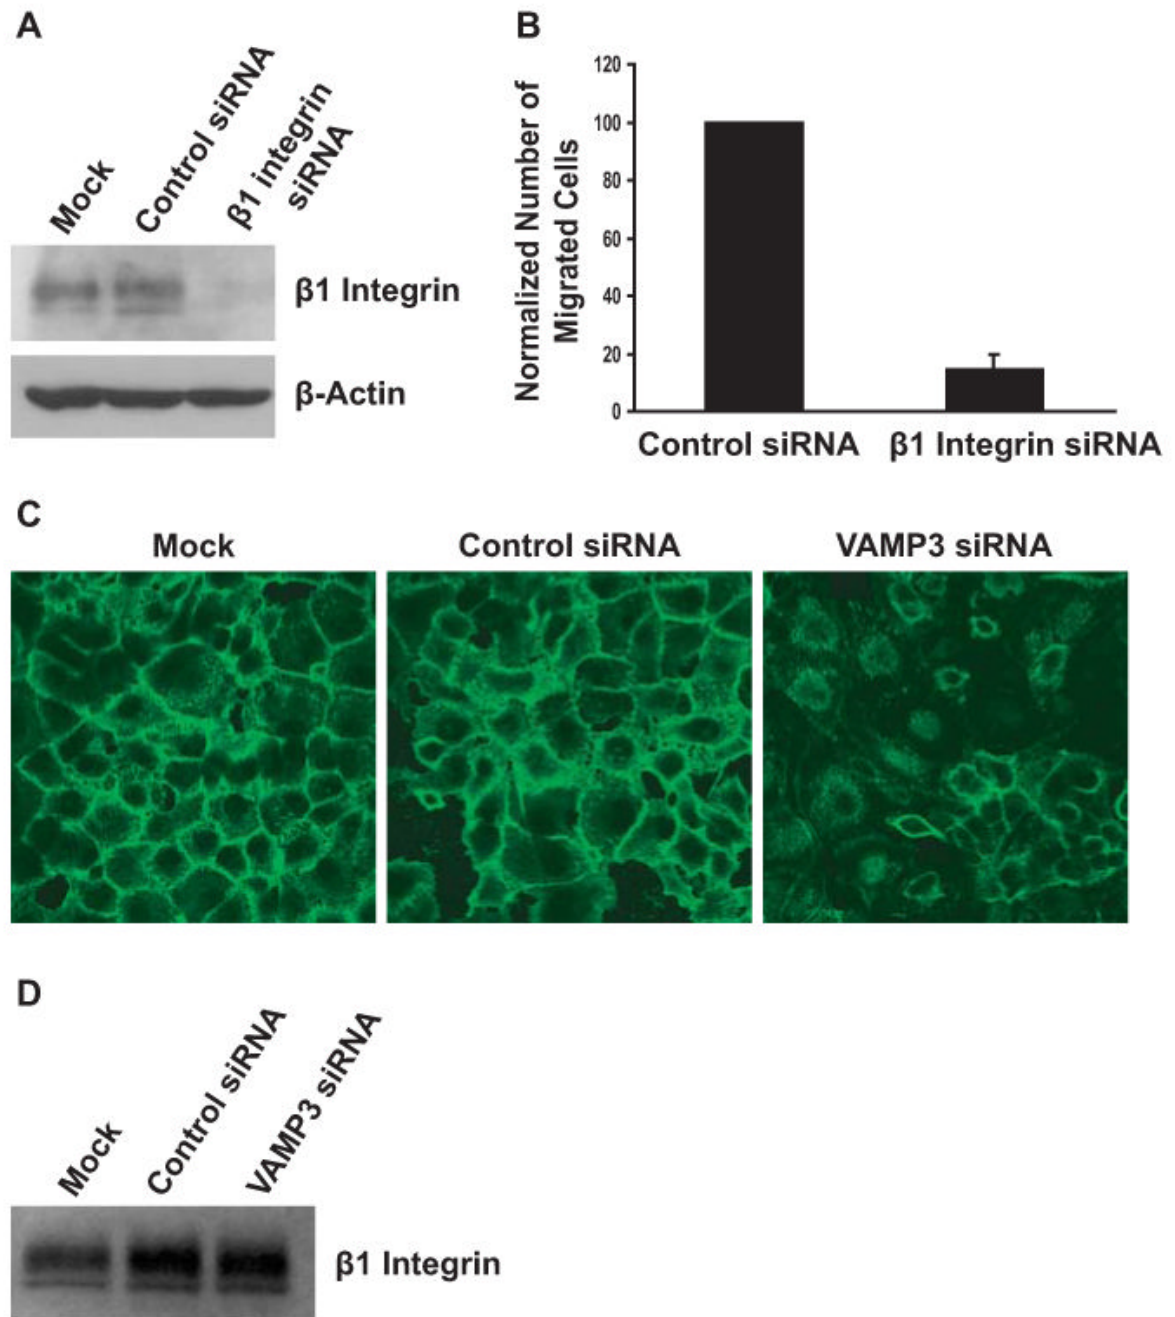 A
Mock
Control siRNA
β1 integrin
siRNA
β1 Integrin
β-Actin
B
Normalized Number of
Migrated Cells
120
100
80
60
40
20
0
Control siRNA
β1 Integrin siRNA
C
Mock
Control siRNA
VAMP3 siRNA
D
Mock
Control siRNA
VAMP3 siRNA
β1 Integrin